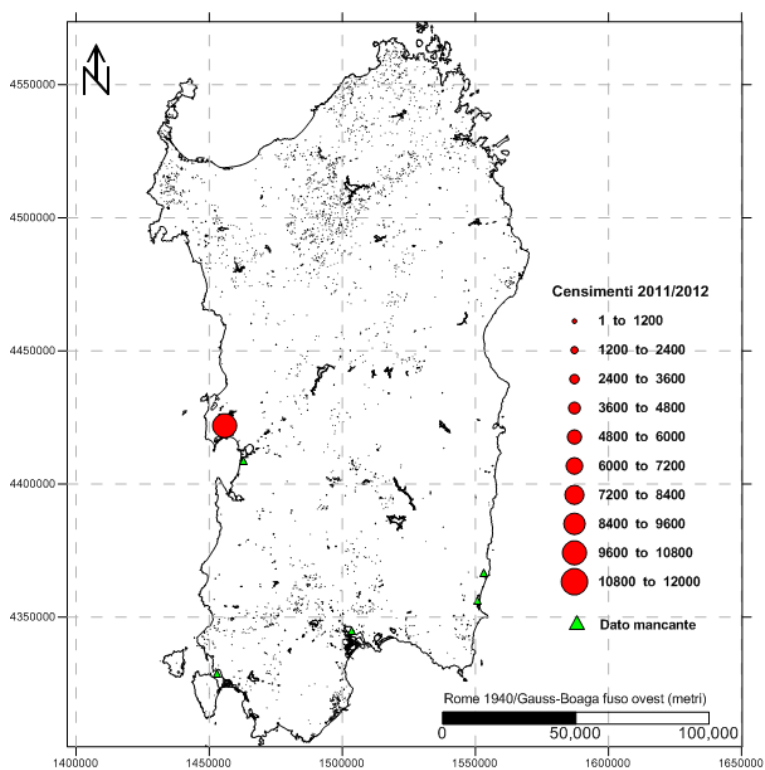 N
4550000
4500000
4450000
4400000
4350000
Censimenti 2011/2012
1 to 1200
1200 to 2400
2400 to 3600
3600 to 4800
4800 to 6000
6000 to 7200
7200 to 8400
8400 to 9600
9600 to 10800
10800 to 12000
Dato mancante
Rome 1940/Gauss-Boaga fuso ovest (metri)
0 50,000 100,000
1400000 1450000 1500000 1550000 1600000 1650000